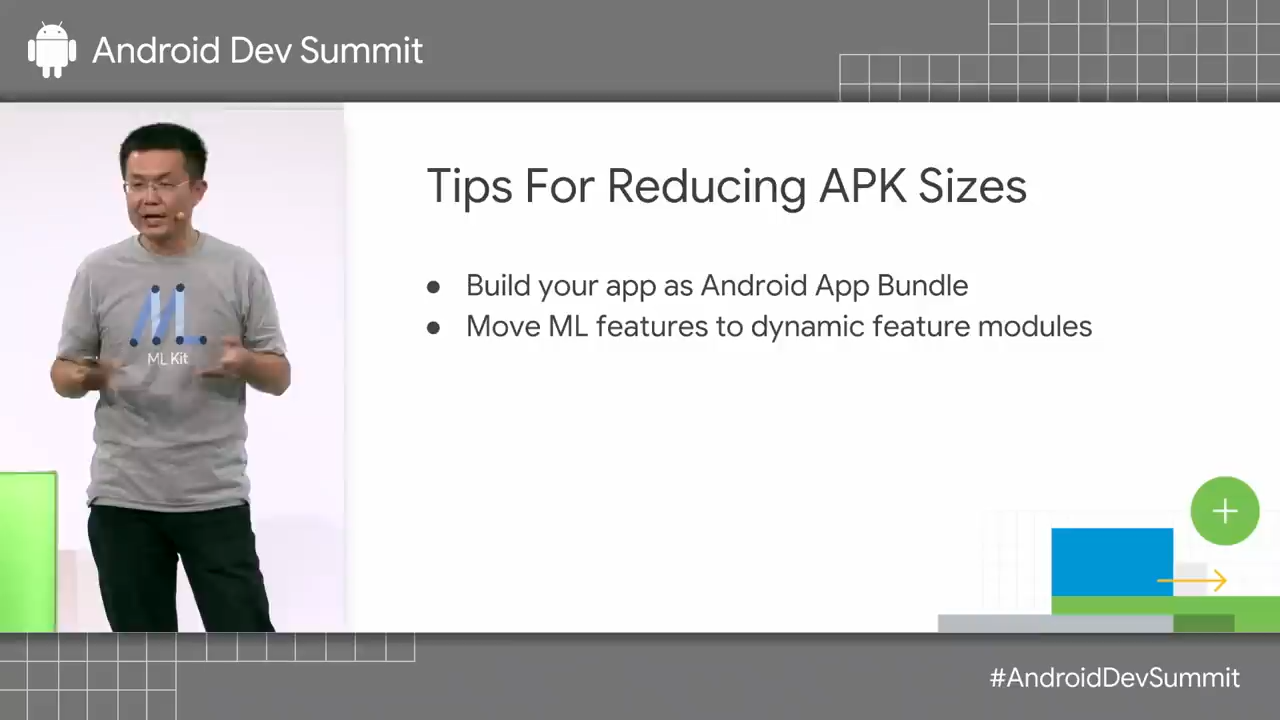 Android Dev Summit
Tips For Reducing APK Sizes
● Build your app as Android App Bundle
● Move ML features to dynamic feature modules
ML
ML Kit
#AndroidDevSummit